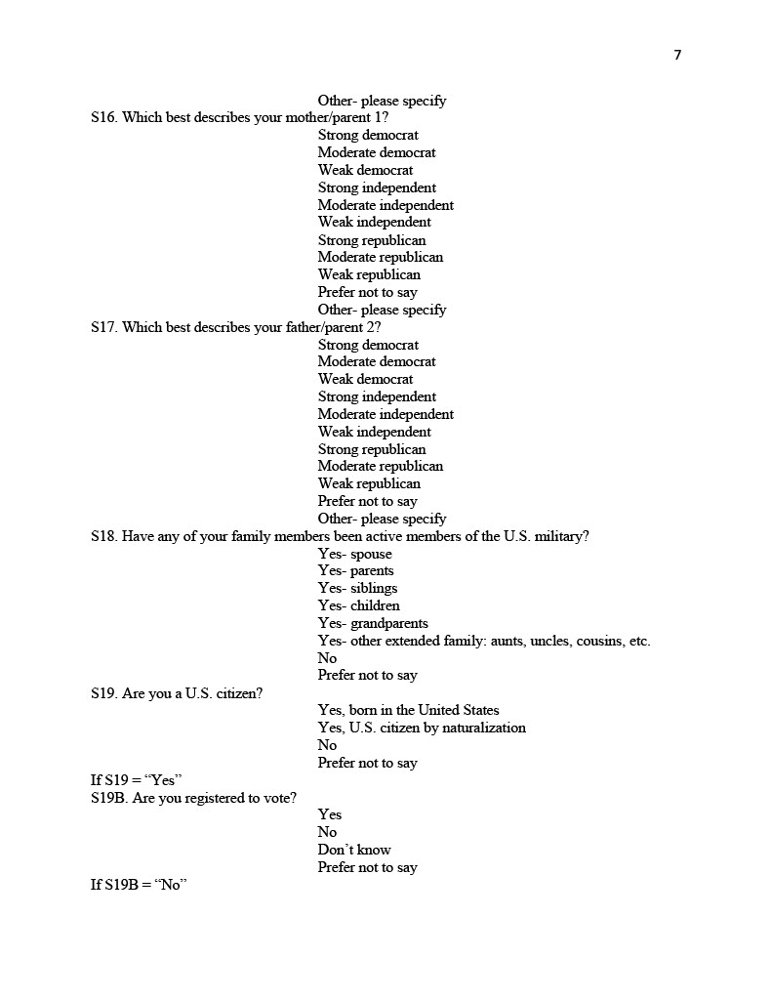 7
Other- please specify
S16. Which best describes your mother/parent 1?
Strong democrat
Moderate democrat
Weak democrat
Strong independent
Moderate independent
Weak independent
Strong republican
Moderate republican
Weak republican
Prefer not to say
Other- please specify
S17. Which best describes your father/parent 2?
Strong democrat
Moderate democrat
Weak democrat
Strong independent
Moderate independent
Weak independent
Strong republican
Moderate republican
Weak republican
Prefer not to say
Other- please specify
S18. Have any of your family members been active members of the U.S. military?
Yes- spouse
Yes- parents
Yes- siblings
Yes- children
Yes- grandparents
Yes- other extended family: aunts, uncles, cousins, etc.
No
Prefer not to say
S19. Are you a U.S. citizen?
Yes, born in the United States
Yes, U.S. citizen by naturalization
No
Prefer not to say
If S19 = “Yes”
S19B. Are you registered to vote?
Yes
No
Don’t know
Prefer not to say
If S19B = “No”